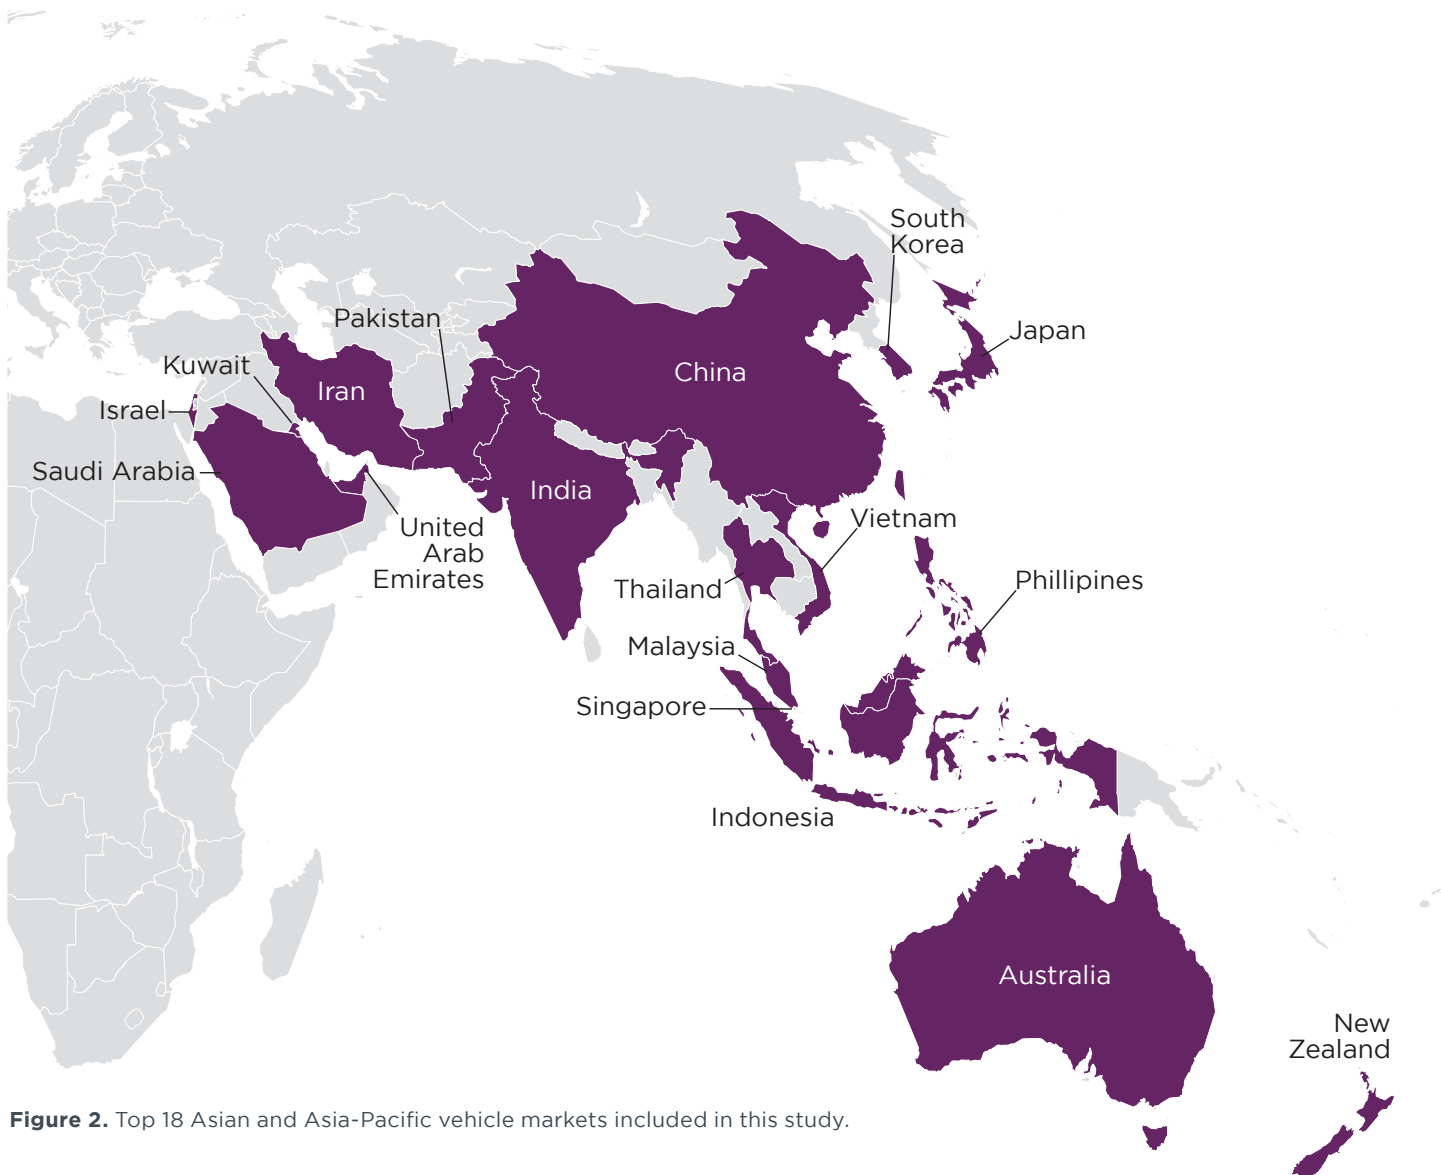 South
Korea
Japan
Pakistan
Kuwait
Iran
China
Israel
Saudi Arabia
India
United
Arab
Emirates
Vietnam
Thailand
Phillipines
Malaysia
Singapore
Indonesia
Australia
New
Zealand
Figure 2. Top 18 Asian and Asia-Pacific vehicle markets included in this study.